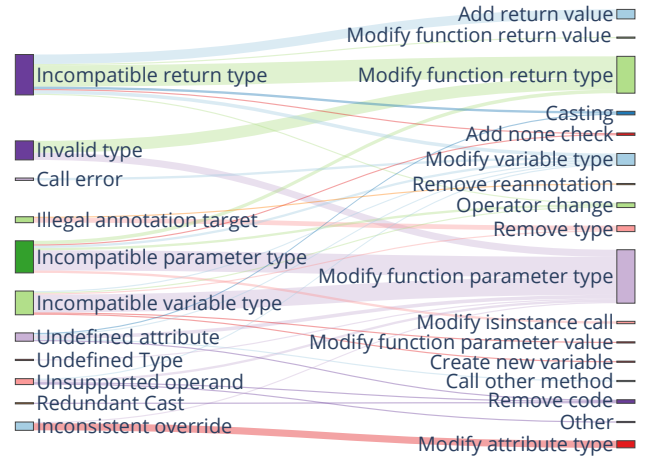 Add return value
Modify function return value
Incompatible return type
Modify function return type
Casting
Add none check
Invalid type
Modify variable type
Call error
Remove reannotation
Operator change
Illegal annotation target
Remove type
Incompatible parameter type
Modify function parameter type
Incompatible variable type
Modify isinstance call
Undefined attribute
Modify function parameter value
Undefined Type
Create new variable
Unsupported operand
Call other method
Redundant Cast
Remove code
Other
Inconsistent override
Modify attribute type